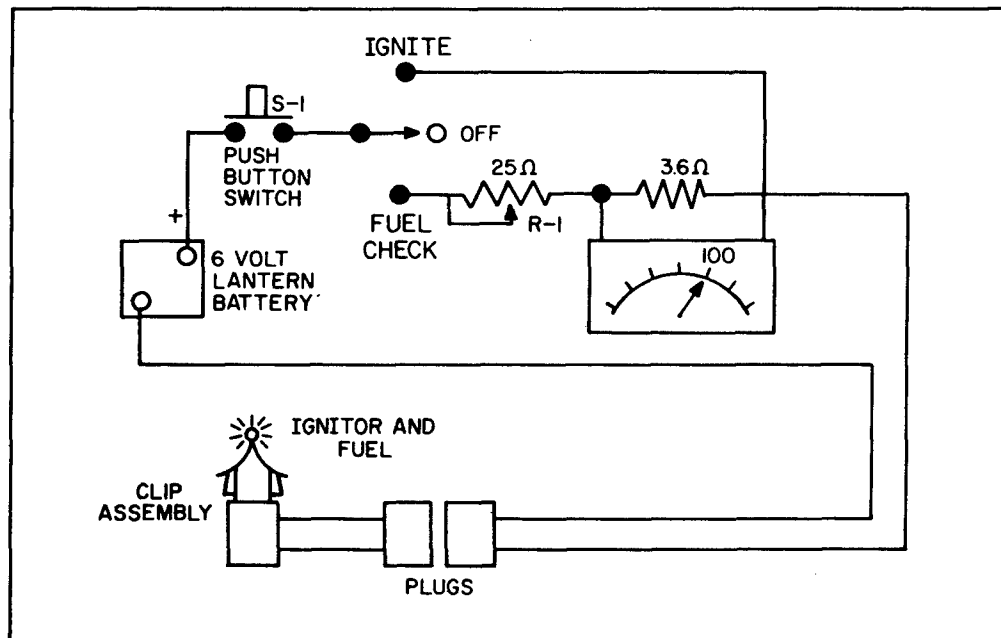 IGNITE
S-1
OFF
PUSH
BUTTON
SWITCH
25Ω
3.6Ω
R-1
FUEL
CHECK
+
6 VOLT
LANTERN
BATTERY
100
IGNITOR AND
FUEL
CLIP
ASSEMBLY
PLUGS